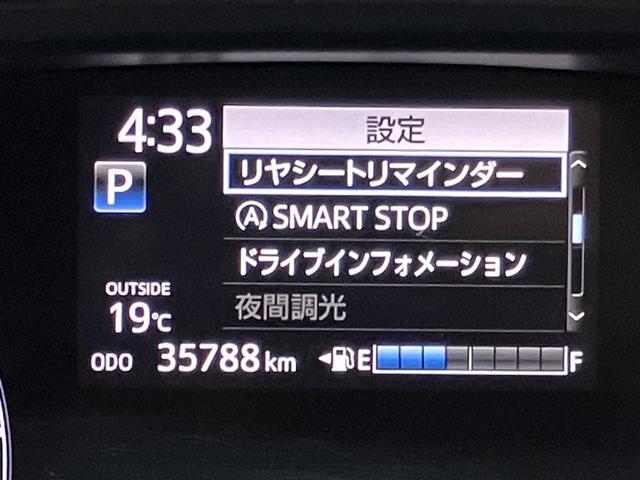 4:33
設定
P
リヤシートリマインダー
Ⓐ SMART STOP
ドライブインフォメーション
OUTSIDE
19℃
夜間調光
ODO 35788 km
E F